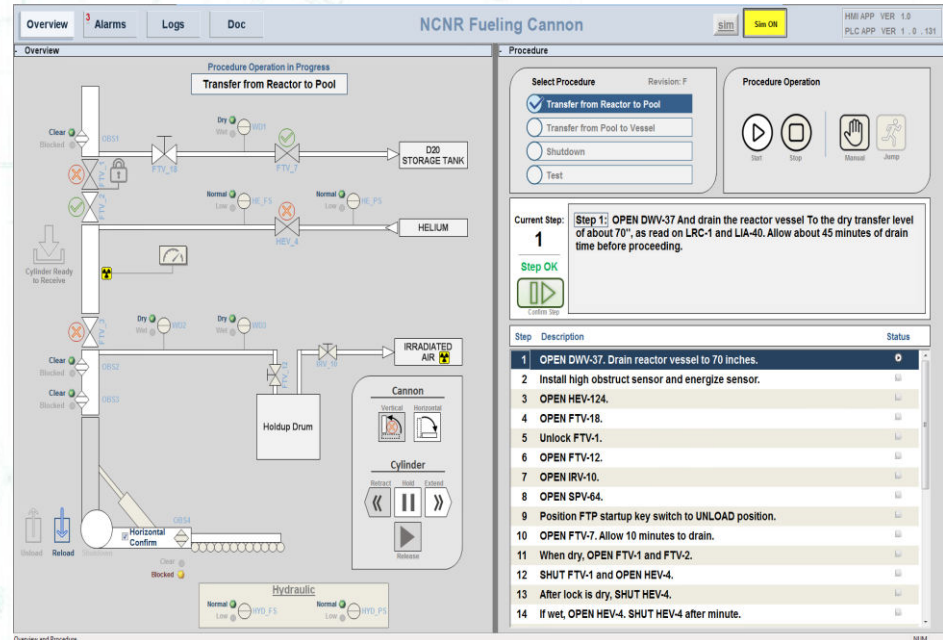 Overview
3
Alarms
Logs
Doc
NCNR Fueling Cannon
sim
Sim ON
HMI APP VER 1.0
PLC APP VER 1 . 0 . 131
- Overview
Procedure Operation in Progress
Transfer from Reactor to Pool
Clear
Blocked
OBS1
FTV_18
Dry
Wet
WD1
FTV_7
D20
STORAGE TANK
FTV_1
FTV_2
Normal
Low
HE_FS
Normal
Low
HE_PS
HEV_4
HELIUM
Cylinder Ready
to Receive
FTV_3
Dry
Wet
WD2
Dry
Wet
WD3
Clear
Blocked
OBS2
Clear
Blocked
OBS3
FTV_12
IRRADIATED
AIR
Holdup Drum
Cannon
Vertical
Horizontal
Cylinder
Retract
Hold
Extend
Release
Unload
Reload
OBS4
Horizontal
Confirm
Clear
Blocked
Hydraulic
Normal
Low
HYD_FS
Normal
Low
HYD_PS
- Procedure
Select Procedure
Revision: F
Transfer from Reactor to Pool
Transfer from Pool to Vessel
Shutdown
Test
Procedure Operation
Start
Stop
Manual
Jump
Current Step:
1
Step OK
Confirm Step
Step 1: OPEN DWV-37 And drain the reactor vessel To the dry transfer level
of about 70", as read on LRC-1 and LIA-40. Allow about 45 minutes of drain
time before proceeding.
Step Description Status
1 OPEN DWV-37. Drain reactor vessel to 70 inches.
2 Install high obstruct sensor and energize sensor.
3 OPEN HEV-124.
4 OPEN FTV-18.
5 Unlock FTV-1.
6 OPEN FTV-12.
7 OPEN IRV-10.
8 OPEN SPV-64.
9 Position FTP startup key switch to UNLOAD position.
10 OPEN FTV-7. Allow 10 minutes to drain.
11 When dry, OPEN FTV-1 and FTV-2.
12 SHUT FTV-1 and OPEN HEV-4.
13 After lock is dry, SHUT HEV-4.
14 If wet, OPEN HEV-4. SHUT HEV-4 after minute.
Overview and Procedure
NUM